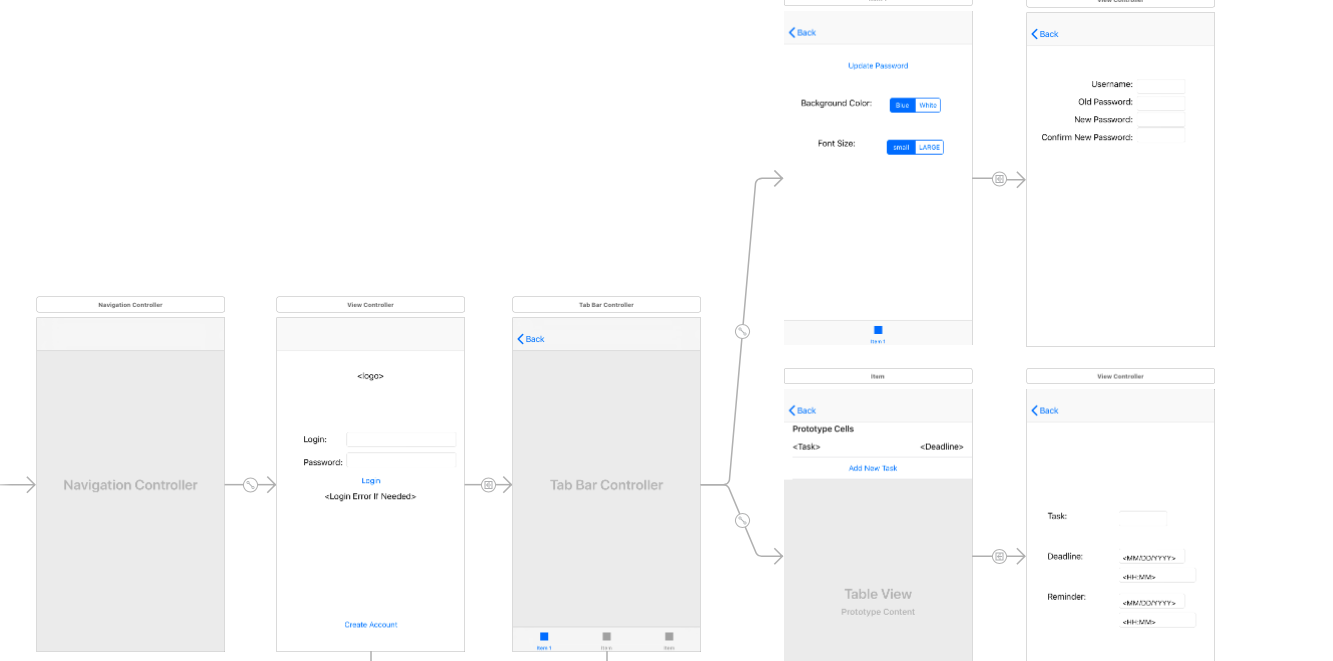 View Controller
Back
Update Password
Background Color: Blue White
Font Size: small LARGE
Item 1
Back
Username:
Old Password:
New Password:
Confirm New Password:
Navigation Controller
Navigation Controller
View Controller
<logo>
Login:
Password:
Login
<Login Error If Needed>
Create Account
Tab Bar Controller
Back
Tab Bar Controller
Item 1 Item Item
Item
Back
Prototype Cells
<Task> <Deadline>
Add New Task
Table View
Prototype Content
View Controller
Back
Task:
Deadline: <MM/DD/YYYY>
<HH:MM>
Reminder: <MM/DD/YYYY>
<HH:MM>